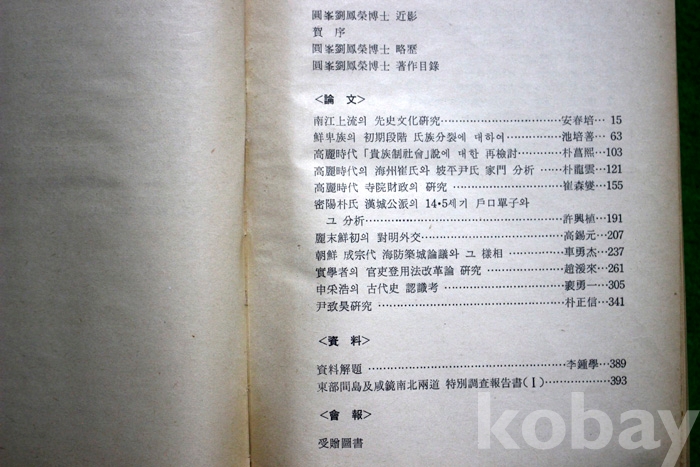 圓峯劉鳳榮博士 近影
賀 序
圓峯劉鳳榮博士 略歷
圓峯劉鳳榮博士 著作目錄
<論 文>
南江上流의 先史文化硏究……………………………安春培… 15
鮮卑族의 初期段階 氏族分裂에 대하여……………池培善… 63
高麗時代 「貴族制社會」說에 대한 再檢討…………朴菖熙…103
高麗時代의 海州崔氏와 坡平尹氏 家門 分析………朴龍雲…121
高麗時代 寺院財政의 硏究……………………………崔森燮…155
密陽朴氏 漢城公派의 14·5세기 戶口單子와
그 分析……………………………………………許興植…191
麗末鮮初의 對明外交…………………………………高錫元…207
朝鮮 成宗代 海防築城論議와 그 樣相………………車勇杰…237
實學者의 官吏登用法改革論 硏究……………………趙湲來…261
申采浩의 古代史 認識考………………………………裵勇一…305
尹致昊硏究………………………………………………朴正信…341
<資 料>
資料解題…………………………………………………李鍾學…389
東部間島及咸鏡南北兩道 特別調査報告書(Ⅰ)……………393
<會 報>
受贈圖書
kobay